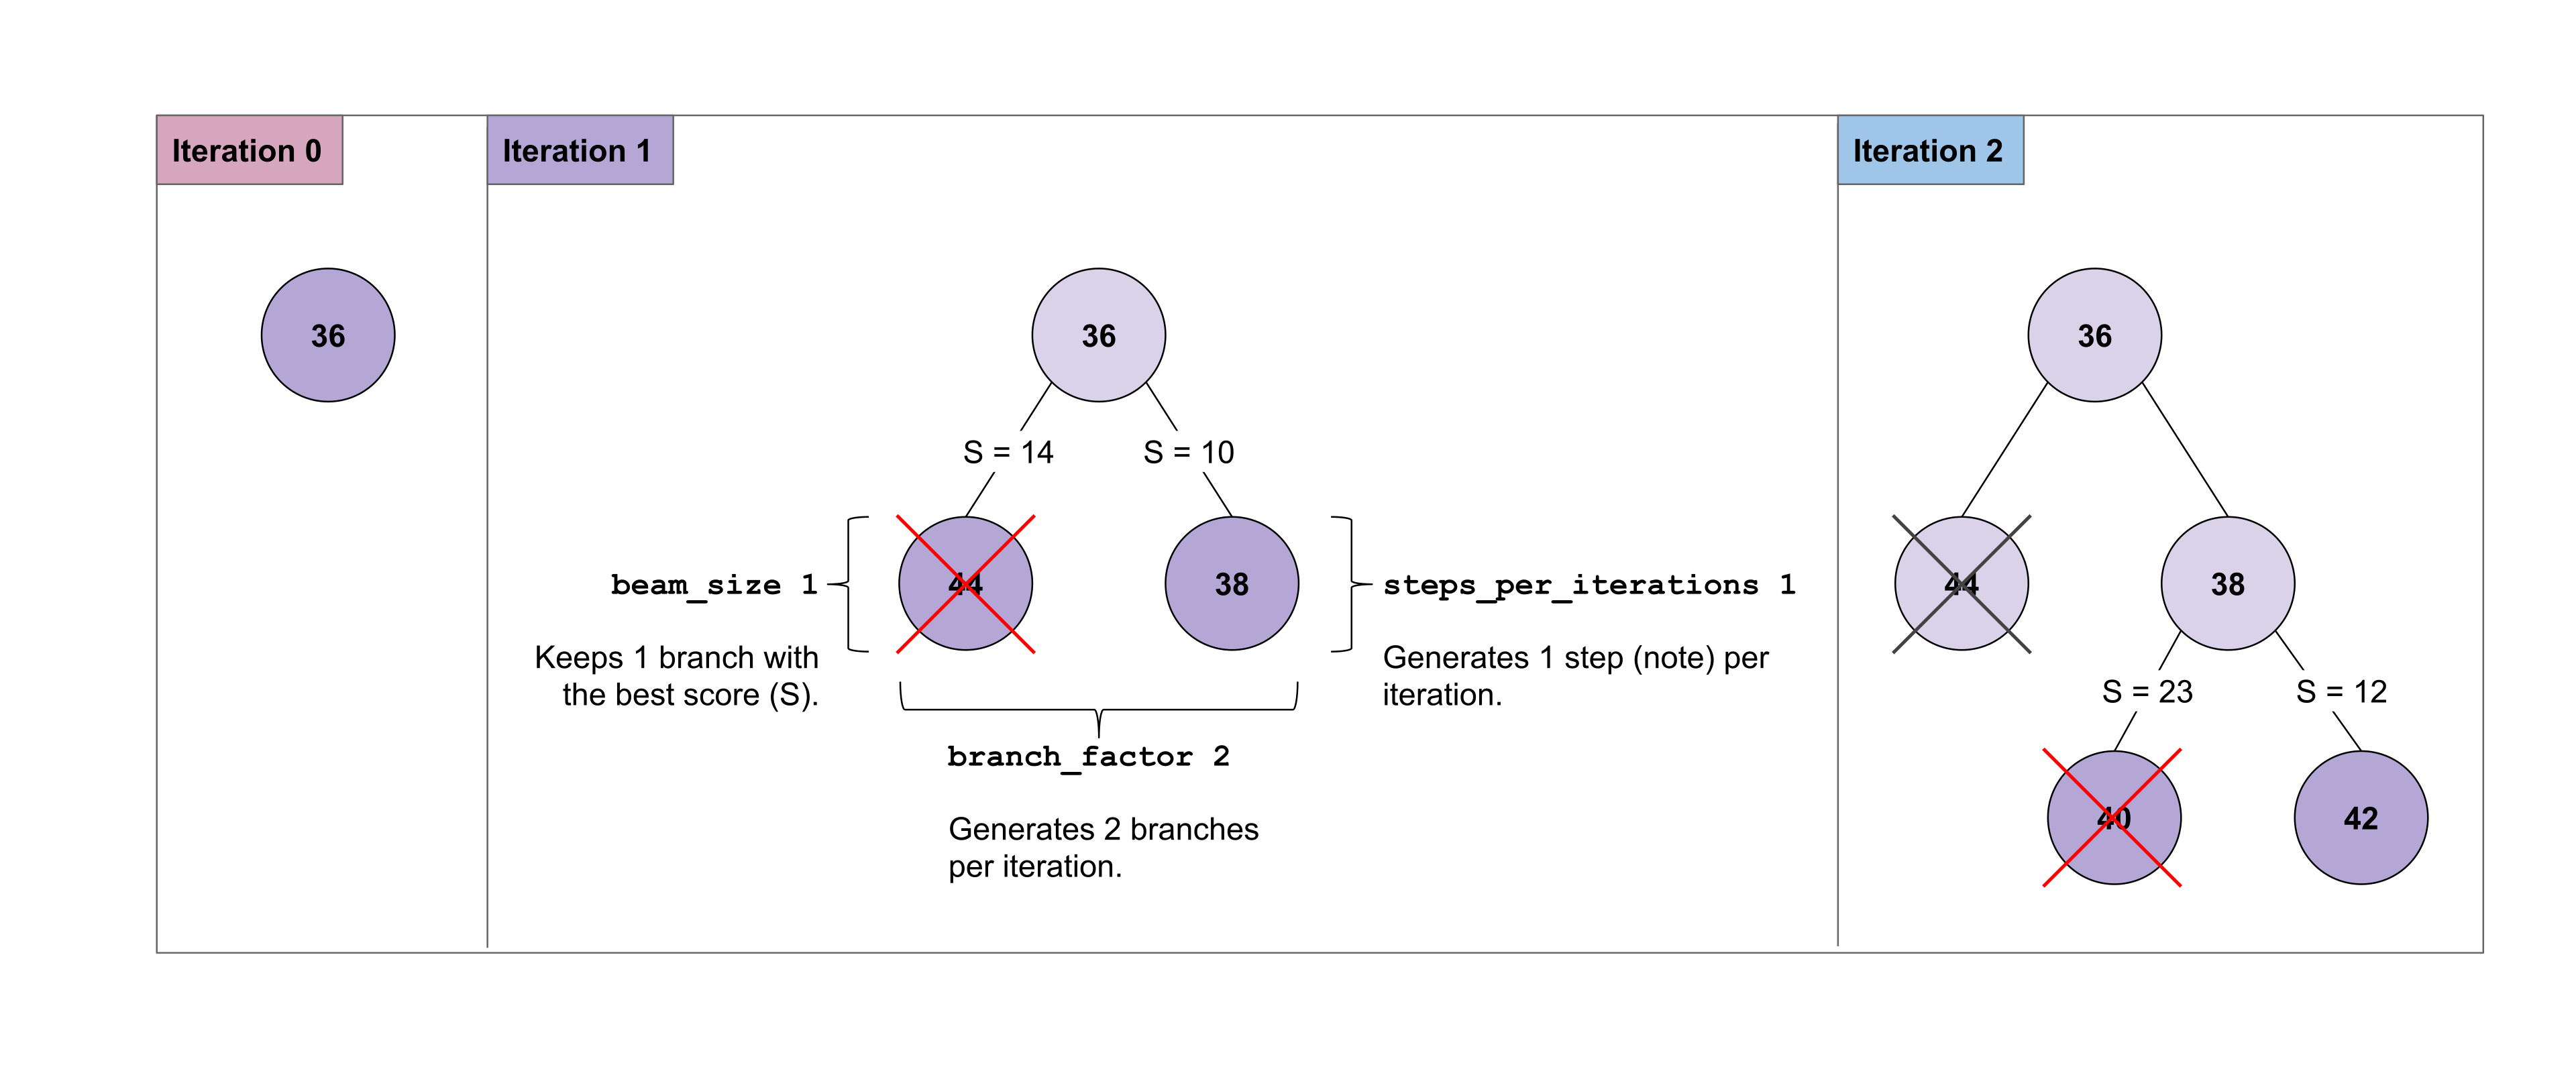 Iteration 0
Iteration 1
Iteration 2
36
36
36
S = 14
S = 10
beam_size 1
44
38
steps_per_iterations 1
44
38
Keeps 1 branch with
the best score (S).
Generates 1 step (note) per
iteration.
S = 23
S = 12
branch_factor 2
40
42
Generates 2 branches
per iteration.